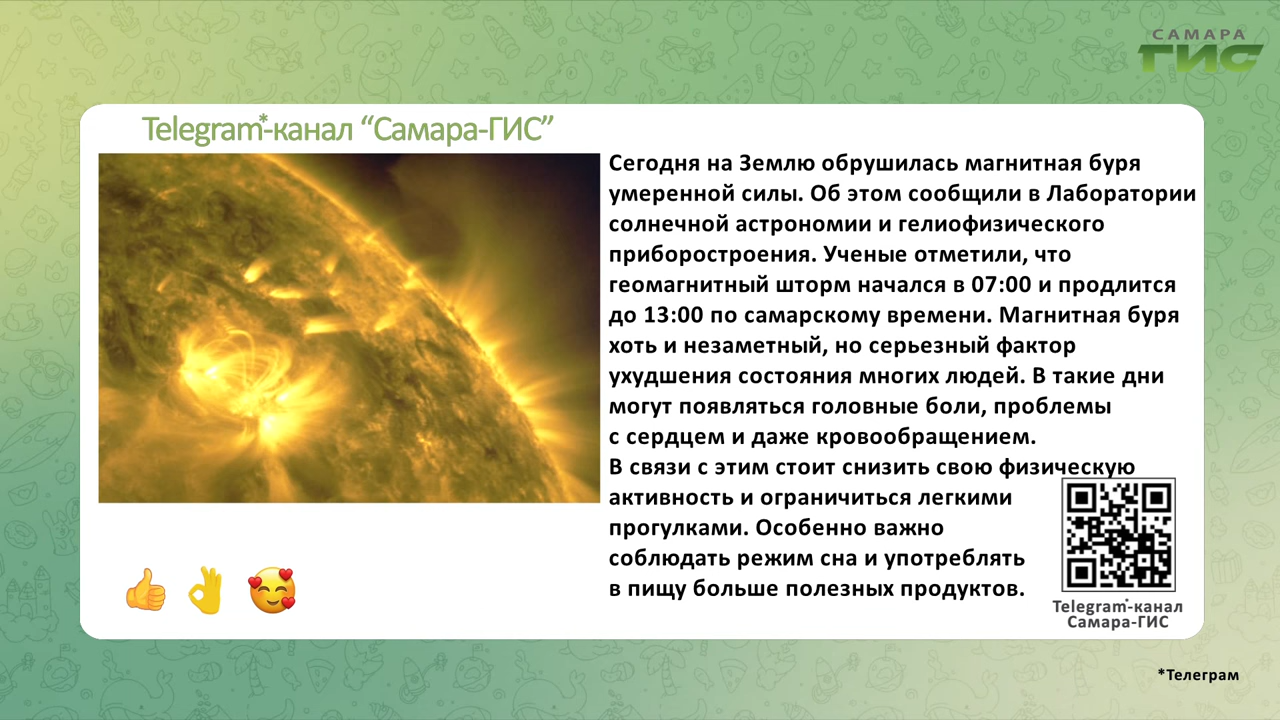 САМАРА
ГИС
Telegram*-канал “Самара-ГИС”
Сегодня на Землю обрушилась магнитная буря
умеренной силы. Об этом сообщили в Лаборатории
солнечной астрономии и гелиофизического
приборостроения. Ученые отметили, что
геомагнитный шторм начался в 07:00 и продлится
до 13:00 по самарскому времени. Магнитная буря
хоть и незаметный, но серьезный фактор
ухудшения состояния многих людей. В такие дни
могут появляться головные боли, проблемы
с сердцем и даже кровообращением.
В связи с этим стоит снизить свою физическую
активность и ограничиться легкими
прогулками. Особенно важно
соблюдать режим сна и употреблять
в пищу больше полезных продуктов.
Telegram*-канал
Самара-ГИС
*Телеграм